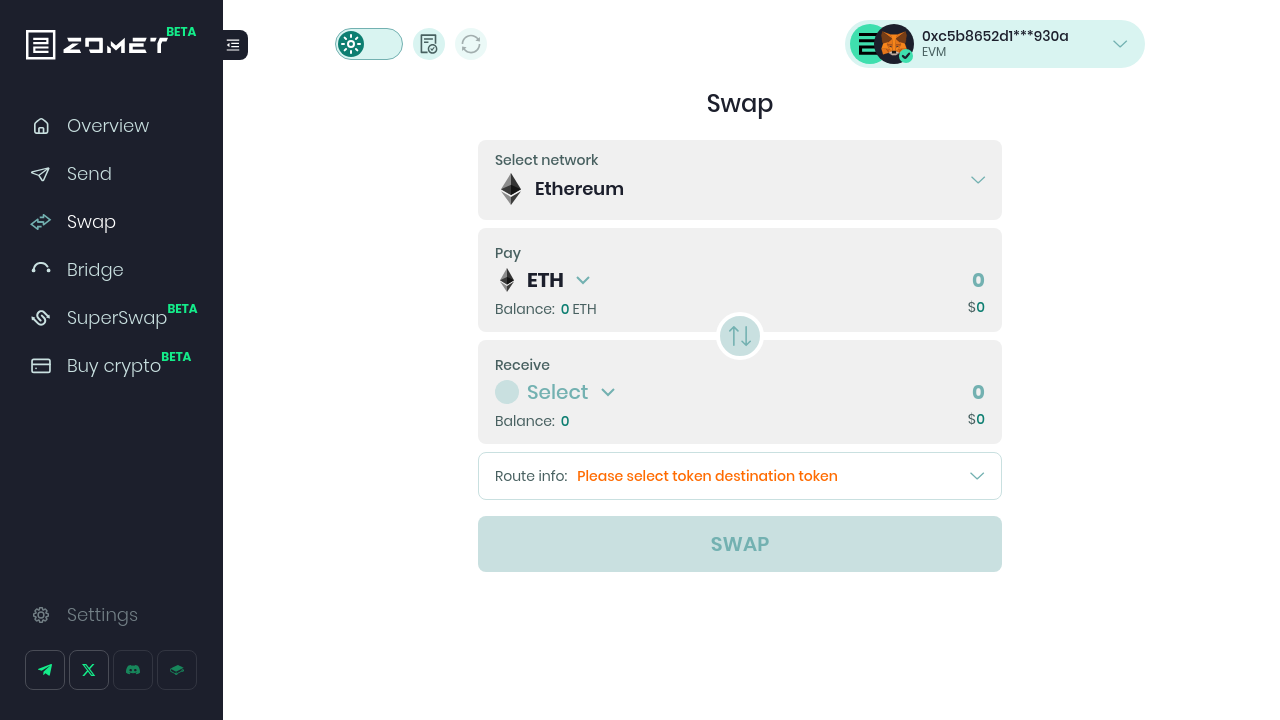 ZOMET BETA
Overview
Send
Swap
Bridge
SuperSwap BETA
Buy crypto BETA
Settings
0xc5b8652d1***930a
EVM
Swap
Select network
Ethereum
Pay
ETH
0
Balance: 0 ETH
$0
Receive
Select
0
Balance: 0
$0
Route info: Please select token destination token
SWAP